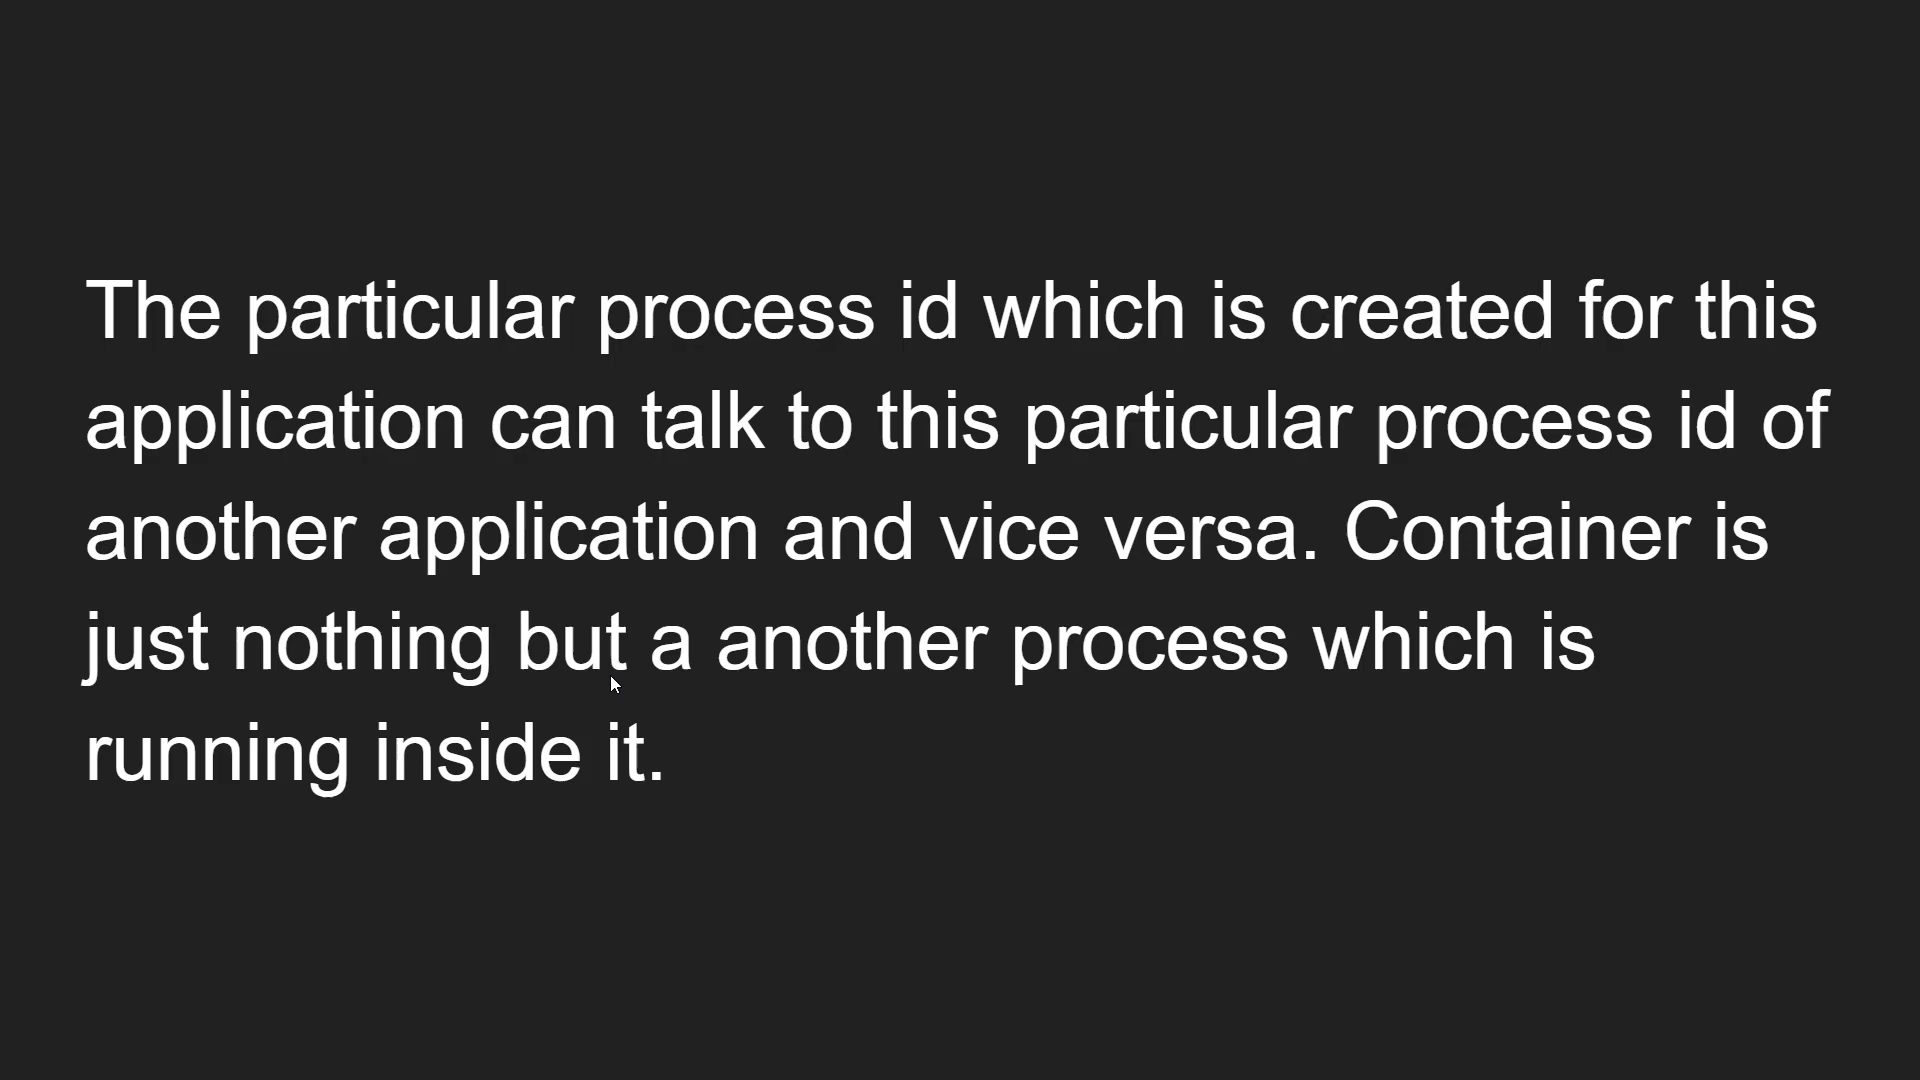 The particular process id which is created for this
application can talk to this particular process id of
another application and vice versa. Container is
just nothing but a another process which is
running inside it.